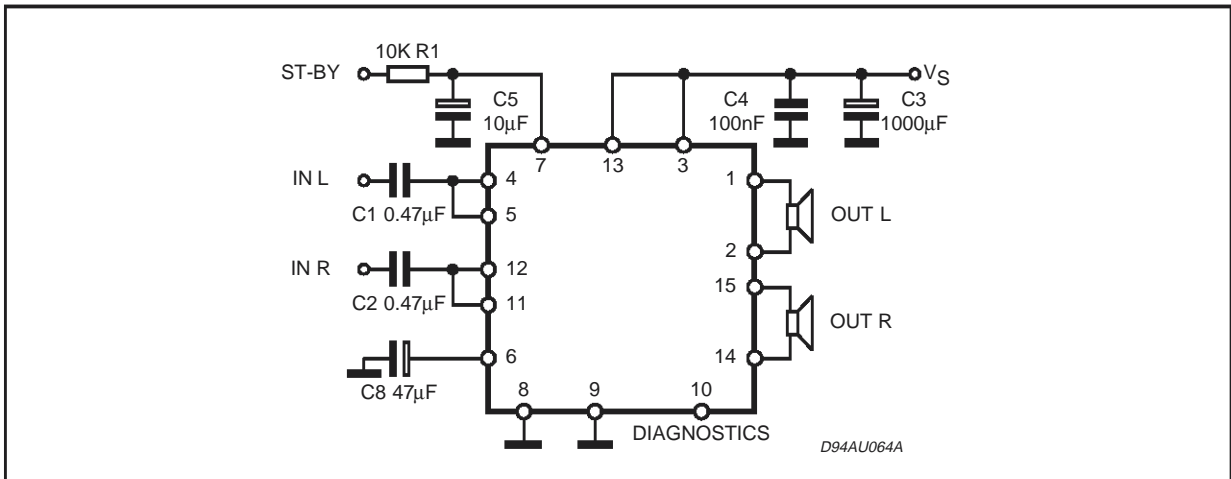 10K R1
ST-BY
C5
10µF
C4
100nF
C3
1000µF
VS
7
13
3
IN L
C1 0.47µF
4
5
1
OUT L
2
IN R
C2 0.47µF
12
11
15
OUT R
14
C8 47µF
6
8
9
10
DIAGNOSTICS
D94AU064A